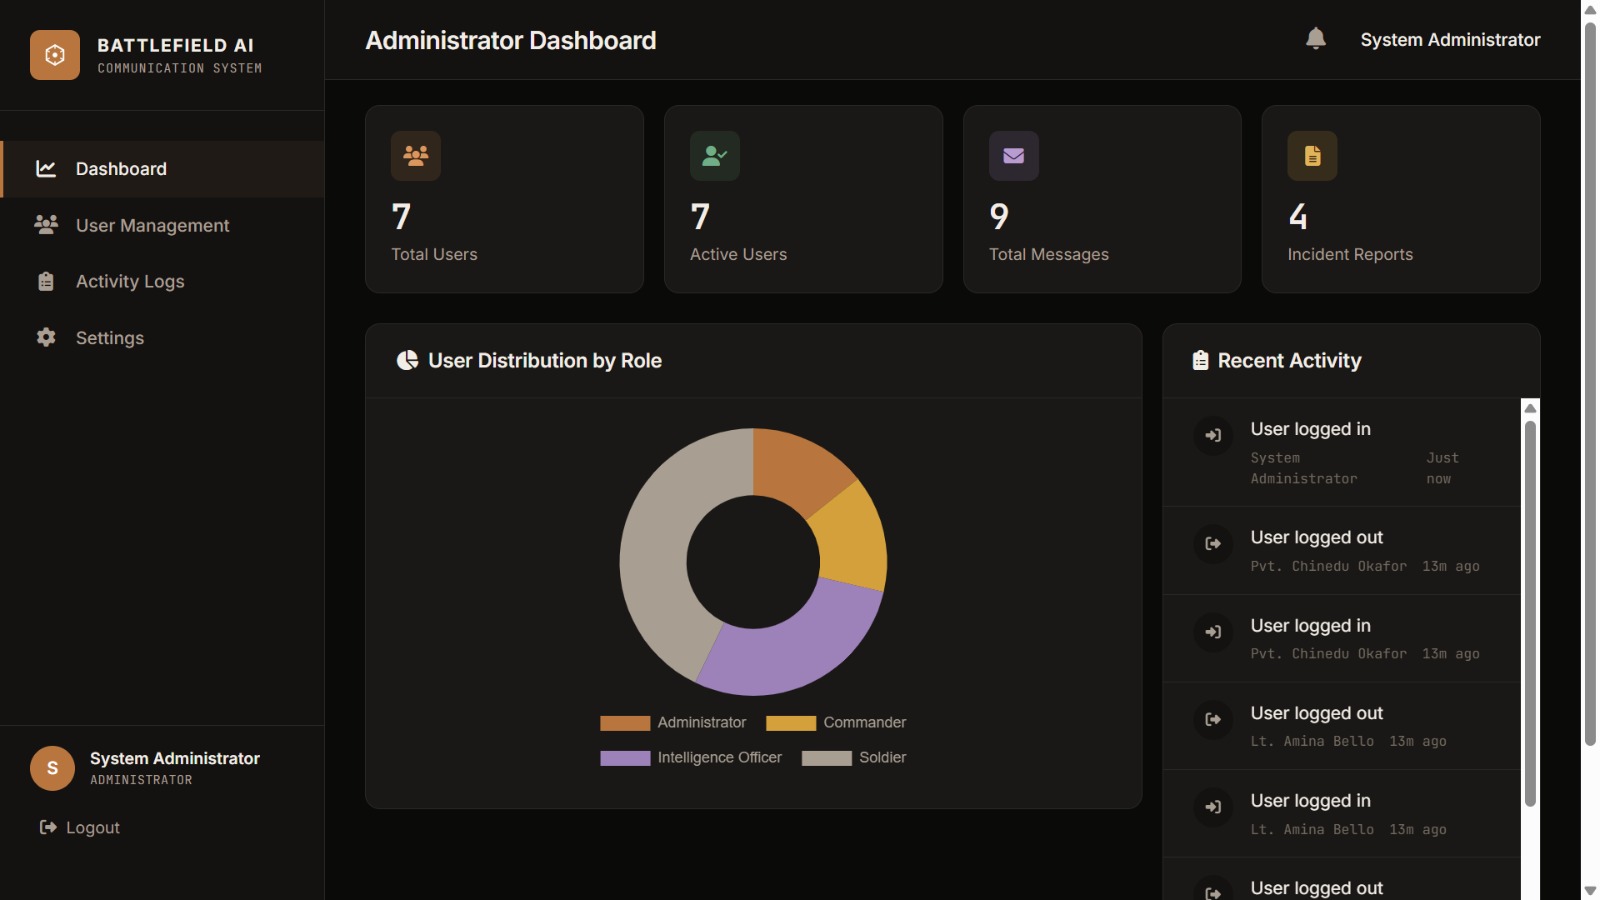 BATTLEFIELD AI
COMMUNICATION SYSTEM
Dashboard
User Management
Activity Logs
Settings
S
System Administrator
ADMINISTRATOR
Logout
Administrator Dashboard
System Administrator
7
Total Users
7
Active Users
9
Total Messages
4
Incident Reports
User Distribution by Role
Administrator
Commander
Intelligence Officer
Soldier
Recent Activity
User logged in
System Administrator
Just now
User logged out
Pvt. Chinedu Okafor 13m ago
User logged in
Pvt. Chinedu Okafor 13m ago
User logged out
Lt. Amina Bello 13m ago
User logged in
Lt. Amina Bello 13m ago
User logged out